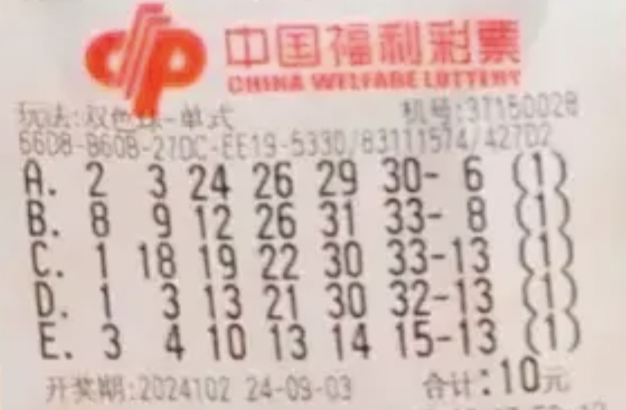 中国福利彩票
CHINA WELFARE LOTTERY
玩法:双色球-单式 机号:37150028
66D8-B60B-27DC-EE19-5330/83111574/427D2
A. 2 3 24 26 29 30- 6 (1)
B. 8 9 12 26 31 33- 8 (1)
C. 1 18 19 22 30 33-13 (1)
D. 1 3 13 21 30 32-13 (1)
E. 3 4 10 13 14 15-13 (1)
开奖期:2024102 24-09-03 合计:10元